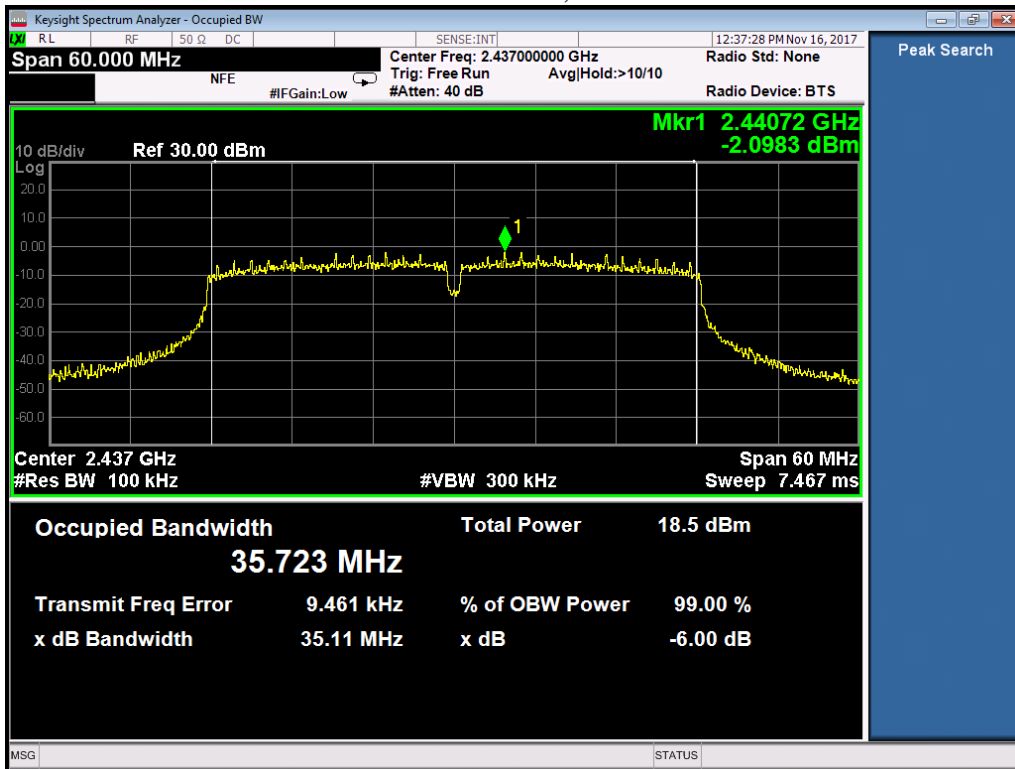 Keysight Spectrum Analyzer - Occupied BW
LXI RL RF 50 Ω DC SENSE:INT 12:37:28 PM Nov 16, 2017
Span 60.000 MHz
NFE
#IFGain:Low
Center Freq: 2.437000000 GHz
Trig: Free Run Avg|Hold:>10/10
#Atten: 40 dB
Radio Std: None
Radio Device: BTS
Peak Search
Mkr1 2.44072 GHz
-2.0983 dBm
10 dB/div Ref 30.00 dBm
Log
20.0
10.0
0.00
-10.0
-20.0
-30.0
-40.0
-50.0
-60.0
1
Center 2.437 GHz Span 60 MHz
#Res BW 100 kHz #VBW 300 kHz Sweep 7.467 ms
Occupied Bandwidth Total Power 18.5 dBm
35.723 MHz
Transmit Freq Error 9.461 kHz % of OBW Power 99.00 %
x dB Bandwidth 35.11 MHz x dB -6.00 dB
MSG STATUS